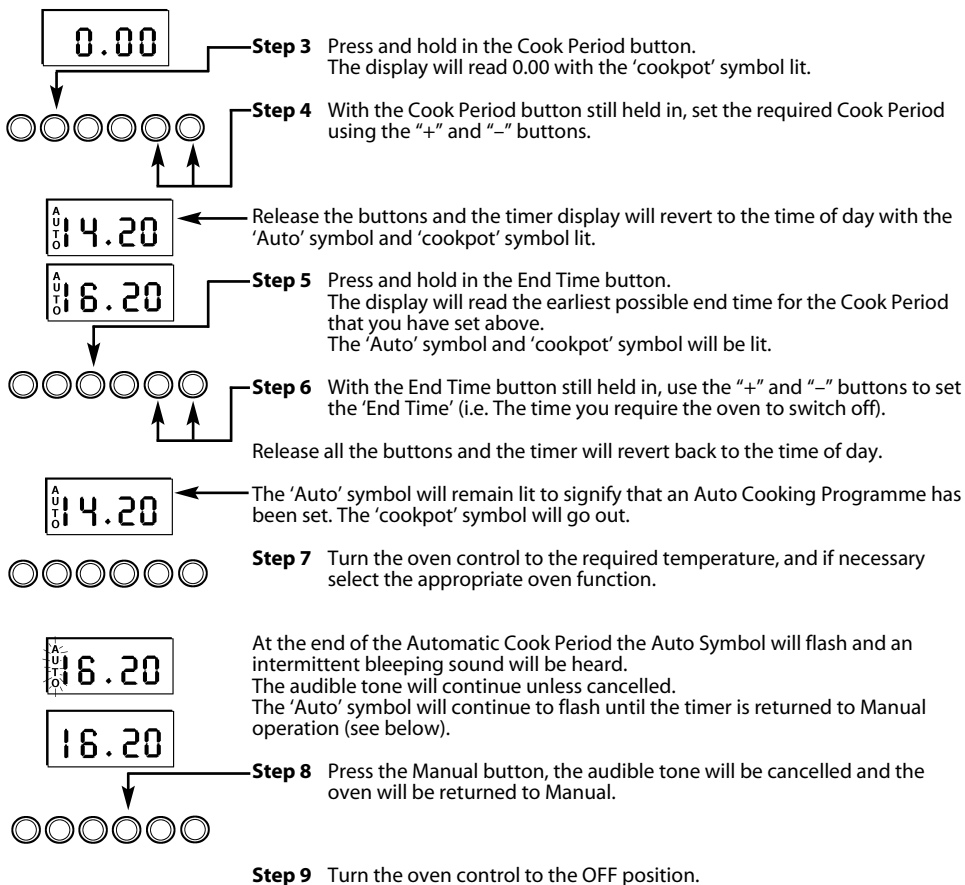 0.00
Step 3 Press and hold in the Cook Period button.
The display will read 0.00 with the ‘cookpot’ symbol lit.
Step 4 With the Cook Period button still held in, set the required Cook Period
using the “+” and “–” buttons.
AUTO 14.20
Release the buttons and the timer display will revert to the time of day with the
‘Auto’ symbol and ‘cookpot’ symbol lit.
AUTO 16.20
Step 5 Press and hold in the End Time button.
The display will read the earliest possible end time for the Cook Period
that you have set above.
The ‘Auto’ symbol and ‘cookpot’ symbol will be lit.
Step 6 With the End Time button still held in, use the “+” and “–” buttons to set
the ‘End Time’ (i.e. The time you require the oven to switch off).
Release all the buttons and the timer will revert back to the time of day.
AUTO 14.20
The ‘Auto’ symbol will remain lit to signify that an Auto Cooking Programme has
been set. The ‘cookpot’ symbol will go out.
Step 7 Turn the oven control to the required temperature, and if necessary
select the appropriate oven function.
AUTO 16.20
At the end of the Automatic Cook Period the Auto Symbol will flash and an
intermittent bleeping sound will be heard.
The audible tone will continue unless cancelled.
The ‘Auto’ symbol will continue to flash until the timer is returned to Manual
operation (see below).
16.20
Step 8 Press the Manual button, the audible tone will be cancelled and the
oven will be returned to Manual.
Step 9 Turn the oven control to the OFF position.